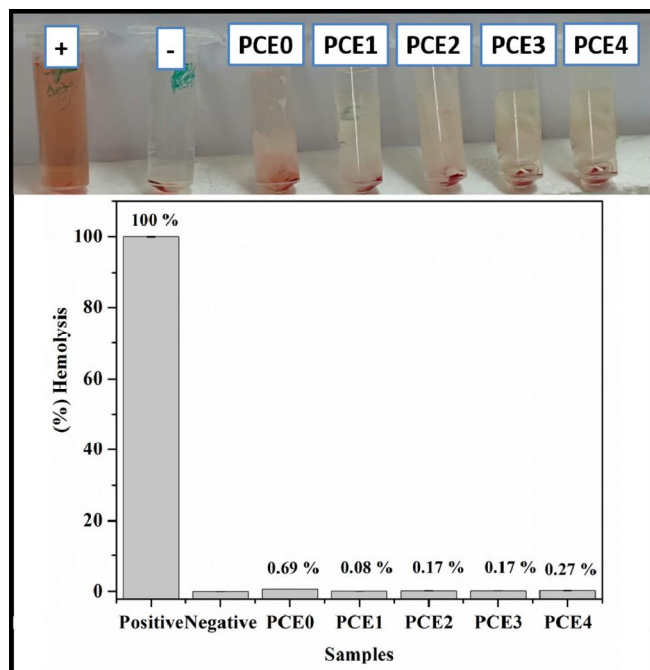 + - PCE0 PCE1 PCE2 PCE3 PCE4
100 %
100
80
60
40
20
0
(%) Hemolysis
0.69 % 0.08 % 0.17 % 0.17 % 0.27 %
Positive Negative PCE0 PCE1 PCE2 PCE3 PCE4
Samples